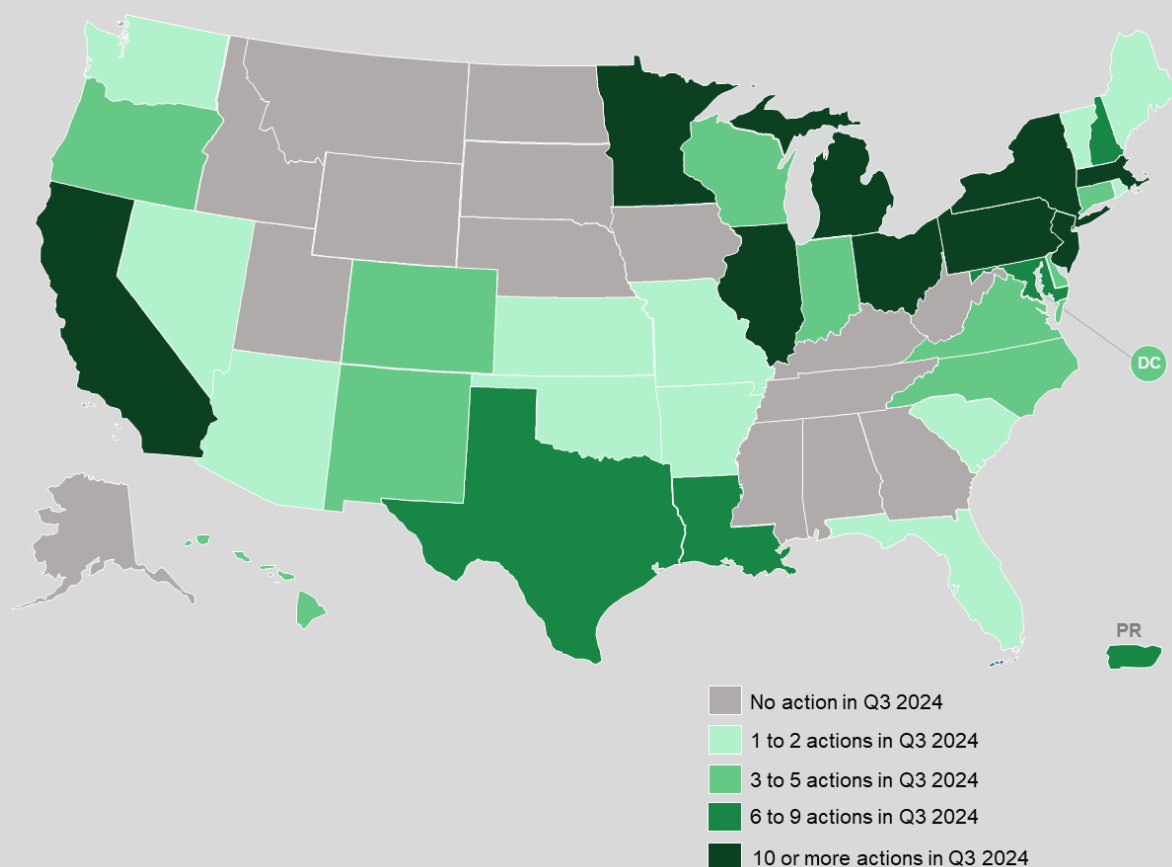 DC
PR
No action in Q3 2024
1 to 2 actions in Q3 2024
3 to 5 actions in Q3 2024
6 to 9 actions in Q3 2024
10 or more actions in Q3 2024